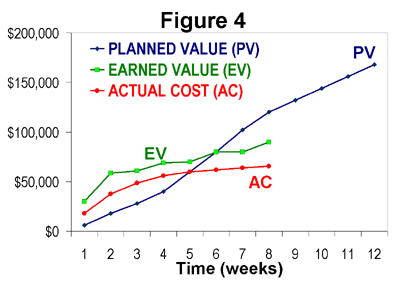 Figure 4
$200,000
$150,000
$100,000
$50,000
$0
PLANNED VALUE (PV)
EARNED VALUE (EV)
ACTUAL COST (AC)
PV
EV
AC
1 2 3 4 5 6 7 8 9 10 11 12
Time (weeks)